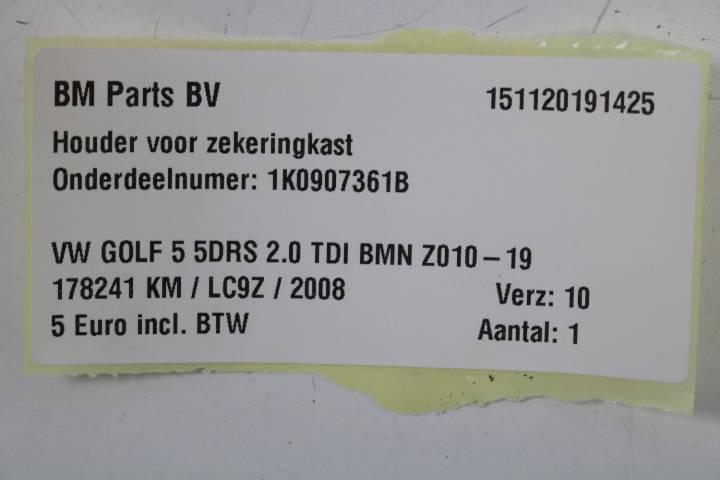 BM Parts BV 151120191425
Houder voor zekeringkast
Onderdeelnumer: 1K0907361B
VW GOLF 5 5DRS 2.0 TDI BMN Z010-19
178241 KM / LC9Z / 2008 Verz: 10
5 Euro incl. BTW Aantal: 1